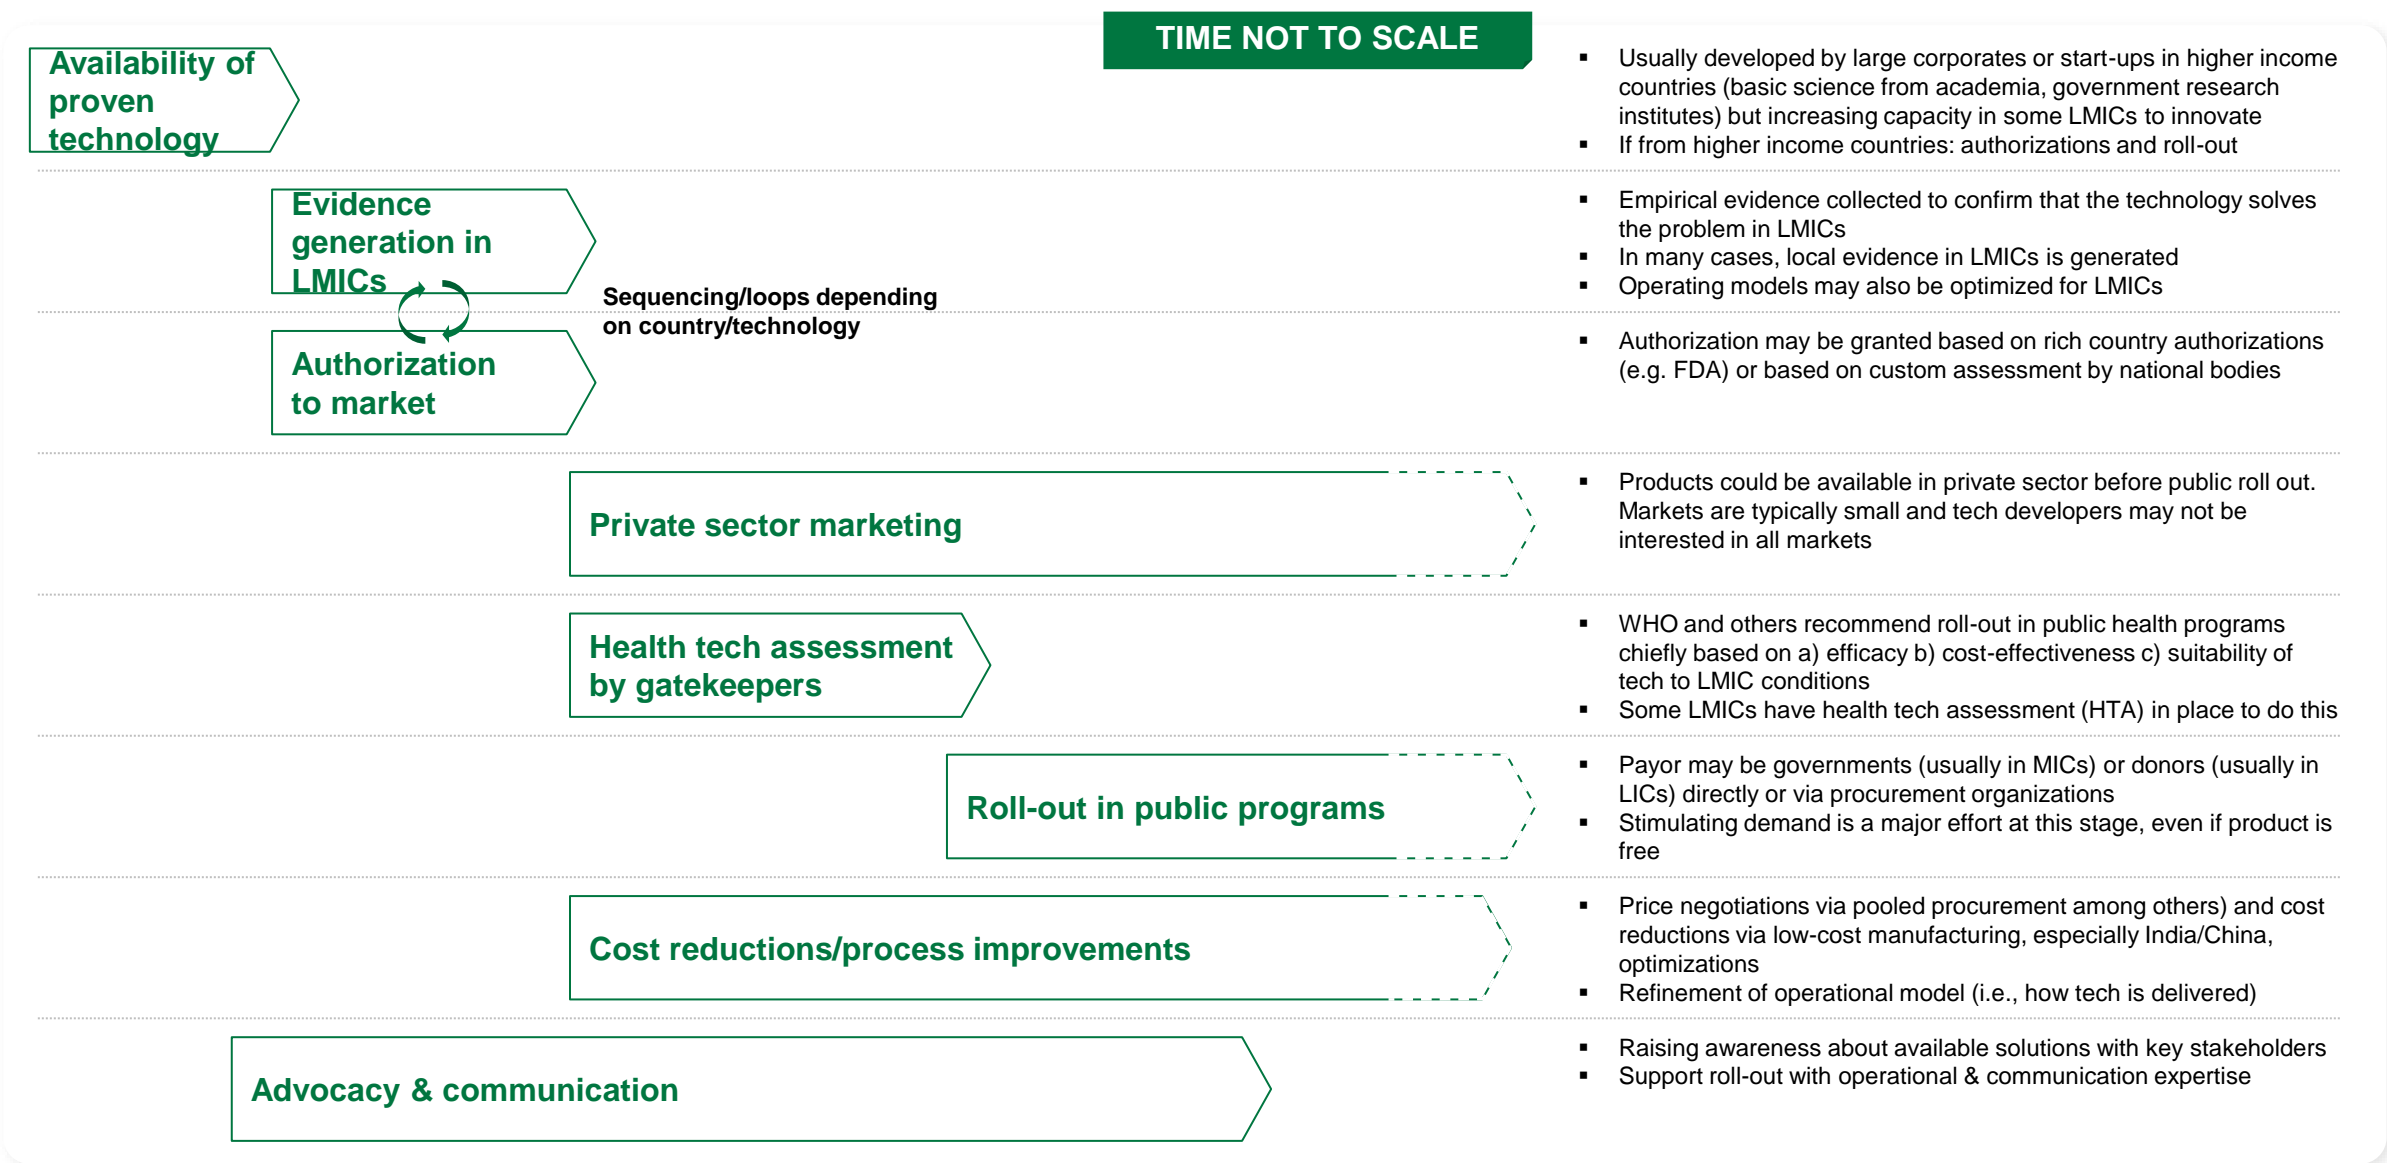 TIME NOT TO SCALE
Availability of
proven
technology
▪ Usually developed by large corporates or start-ups in higher income
countries (basic science from academia, government research
institutes) but increasing capacity in some LMICs to innovate
▪ If from higher income countries: authorizations and roll-out
Evidence
generation in
LMICs
▪ Empirical evidence collected to confirm that the technology solves
the problem in LMICs
▪ In many cases, local evidence in LMICs is generated
▪ Operating models may also be optimized for LMICs
Sequencing/loops depending
on country/technology
Authorization
to market
▪ Authorization may be granted based on rich country authorizations
(e.g. FDA) or based on custom assessment by national bodies
Private sector marketing
▪ Products could be available in private sector before public roll out.
Markets are typically small and tech developers may not be
interested in all markets
Health tech assessment
by gatekeepers
▪ WHO and others recommend roll-out in public health programs
chiefly based on a) efficacy b) cost-effectiveness c) suitability of
tech to LMIC conditions
▪ Some LMICs have health tech assessment (HTA) in place to do this
Roll-out in public programs
▪ Payor may be governments (usually in MICs) or donors (usually in
LICs) directly or via procurement organizations
▪ Stimulating demand is a major effort at this stage, even if product is
free
Cost reductions/process improvements
▪ Price negotiations via pooled procurement among others) and cost
reductions via low-cost manufacturing, especially India/China,
optimizations
▪ Refinement of operational model (i.e., how tech is delivered)
Advocacy & communication
▪ Raising awareness about available solutions with key stakeholders
▪ Support roll-out with operational & communication expertise